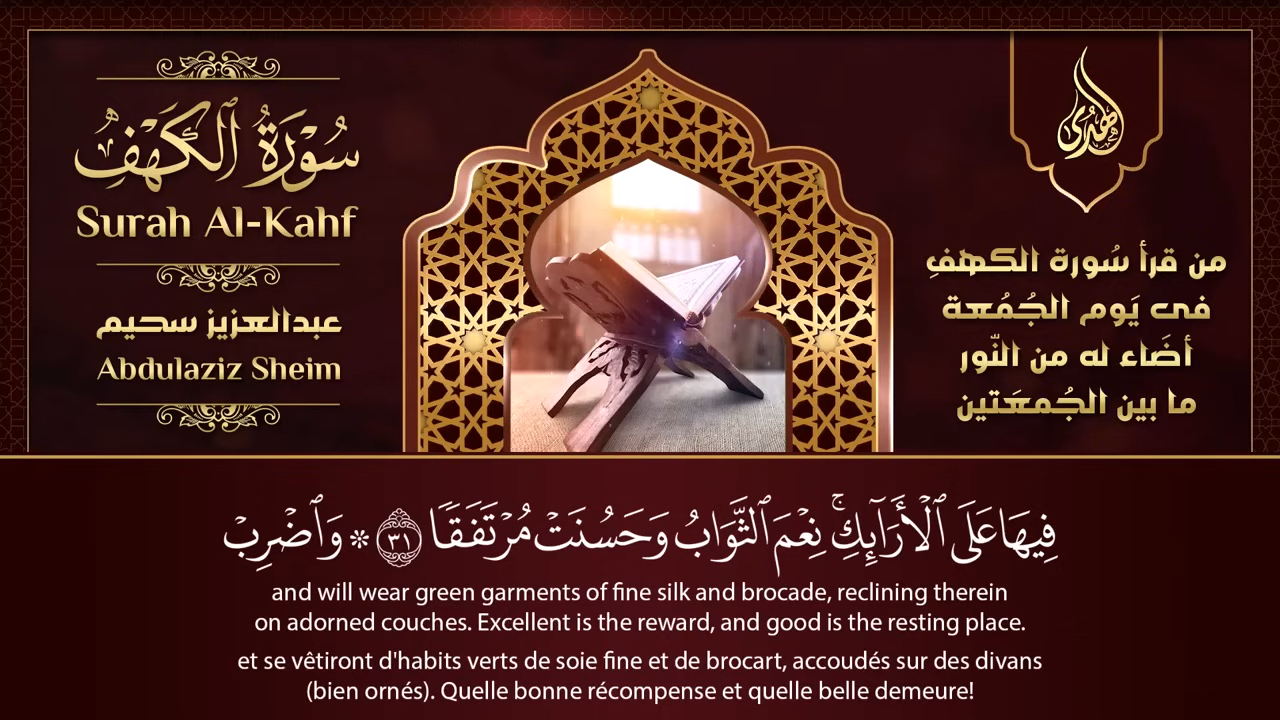 سُورَةُ ٱلْكَهْفِ
Surah Al-Kahf
عبدالعزيز سحيم
Abdulaziz Sheim
الهدى
من قرأ سُورة الكهفِ
فى يَوم الجُمُعة
أضَاء له من النّور
ما بين الجُمعَتين
فِيهَا عَلَى ٱلْأَرَآئِكِۚ نِعْمَ ٱلثَّوَابُ وَحَسُنَتْ مُرْتَفَقًا ٣١ * وَٱضْرِبْ
and will wear green garments of fine silk and brocade, reclining therein
on adorned couches. Excellent is the reward, and good is the resting place.
et se vêtiront d'habits verts de soie fine et de brocart, accoudés sur des divans
(bien ornés). Quelle bonne récompense et quelle belle demeure!